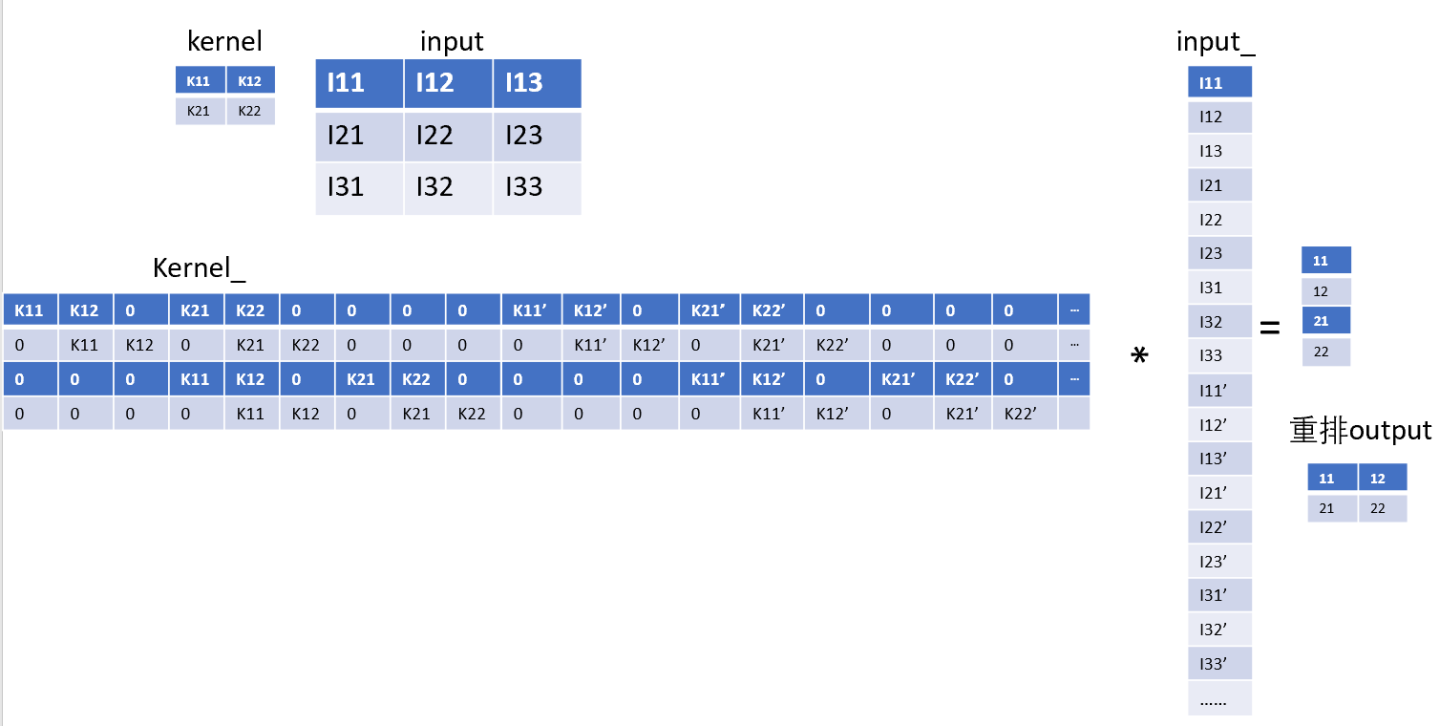 kernel
K11 K12
K21 K22
input
I11 I12 I13
I21 I22 I23
I31 I32 I33
Kernel_
K11 K12 0 K21 K22 0 0 0 0 K11’ K12’ 0 K21’ K22’ 0 0 0 0 ...
0 K11 K12 0 K21 K22 0 0 0 0 K11’ K12’ 0 K21’ K22’ 0 0 0 ...
0 0 0 K11 K12 0 K21 K22 0 0 0 0 K11’ K12’ 0 K21’ K22’ 0 ...
0 0 0 0 K11 K12 0 K21 K22 0 0 0 0 K11’ K12’ 0 K21’ K22’
*
input_
I11
I12
I13
I21
I22
I23
I31
I32
I33
I11’
I12’
I13’
I21’
I22’
I23’
I31’
I32’
I33’
......
=
11
12
21
22
重排output
11 12
21 22